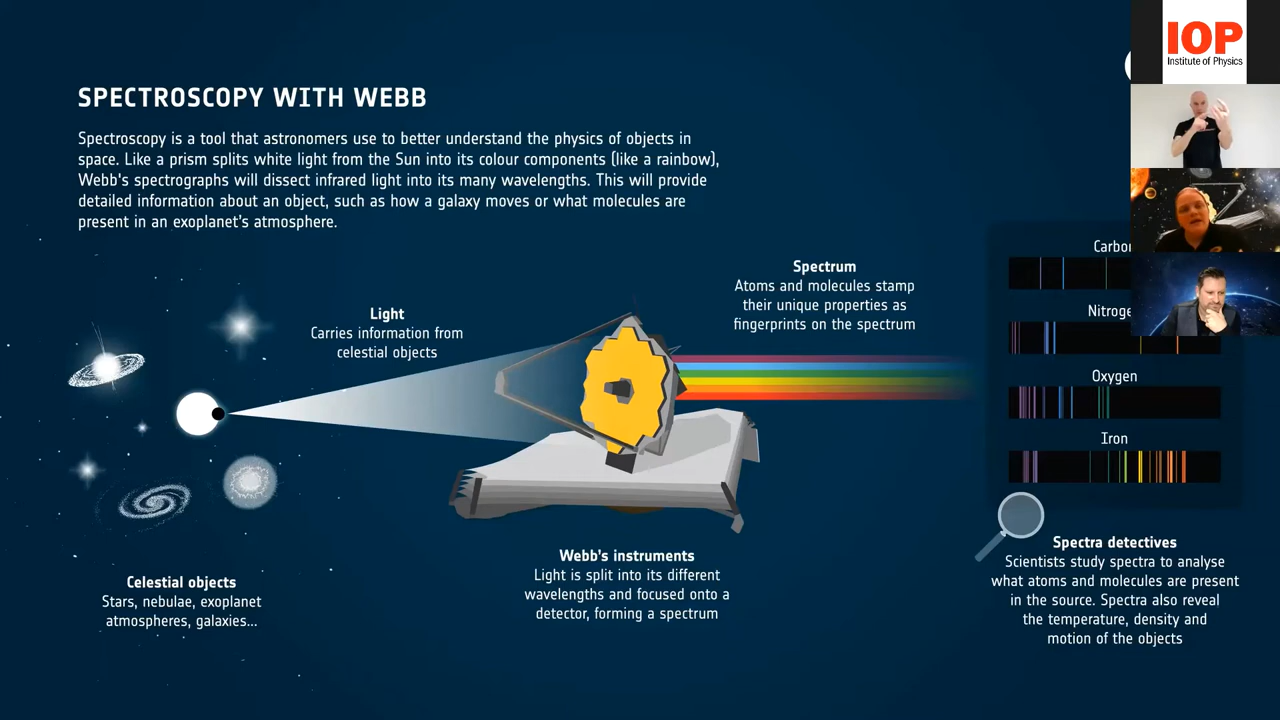 IOP
Institute of Physics
SPECTROSCOPY WITH WEBB
Spectroscopy is a tool that astronomers use to better understand the physics of objects in
space. Like a prism splits white light from the Sun into its colour components (like a rainbow),
Webb's spectrographs will dissect infrared light into its many wavelengths. This will provide
detailed information about an object, such as how a galaxy moves or what molecules are
present in an exoplanet's atmosphere.
Light
Carries information from
celestial objects
Spectrum
Atoms and molecules stamp
their unique properties as
fingerprints on the spectrum
Carbo
Nitroge
Oxygen
Iron
Celestial objects
Stars, nebulae, exoplanet
atmospheres, galaxies...
Webb's instruments
Light is split into its different
wavelengths and focused onto a
detector, forming a spectrum
Spectra detectives
Scientists study spectra to analyse
what atoms and molecules are present
in the source. Spectra also reveal
the temperature, density and
motion of the objects